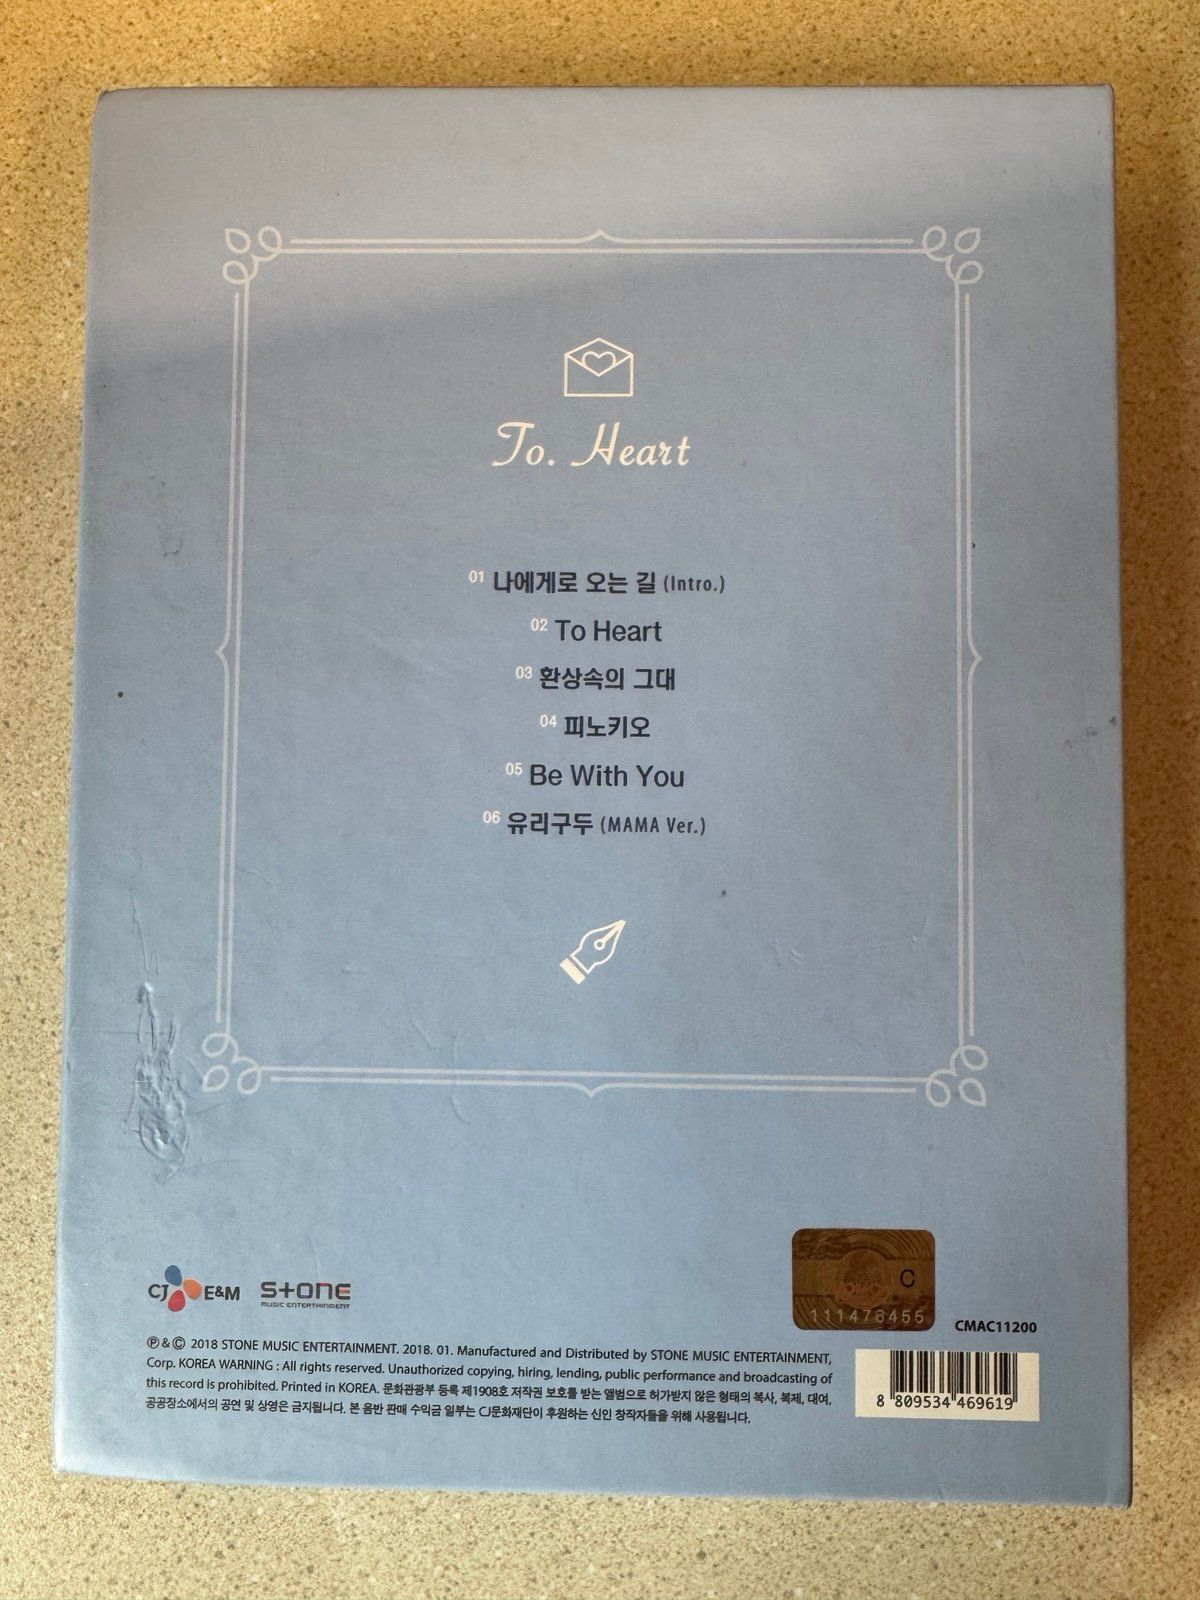 To. Heart
01 나에게로 오는 길 (Intro.)
02 To Heart
03 환상속의 그대
04 피노키오
05 Be With You
06 유리구두 (MAMA Ver.)
CJ E&M
STONE
MUSIC ENTERTAINMENT
C
111476455
CMAC11200
Ⓟ & Ⓒ 2018 STONE MUSIC ENTERTAINMENT. 2018. 01. Manufactured and Distributed by STONE MUSIC ENTERTAINMENT,
Corp. KOREA WARNING : All rights reserved. Unauthorized copying, hiring, lending, public performance and broadcasting of
this record is prohibited. Printed in KOREA. 문화관광부 등록 제1908호 저작권 보호를 받는 앨범으로 허가받지 않은 형태의 복사, 복제, 대여,
공공장소에서의 공연 및 상영은 금지됩니다. 본 음반 판매 수익금 일부는 CJ문화재단이 후원하는 신인 창작자들을 위해 사용됩니다.
8 809534 469619